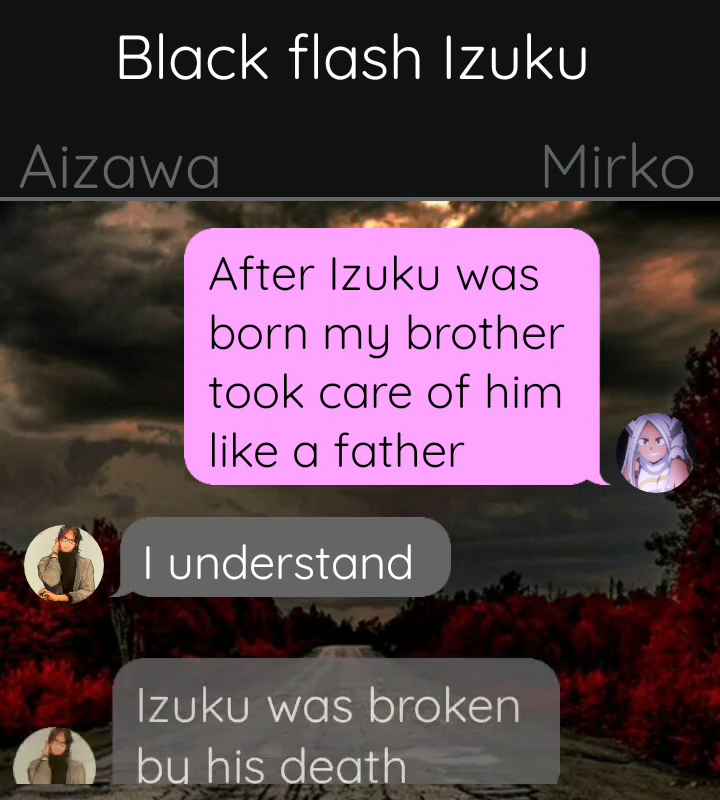 Black flash Izuku
Aizawa
Mirko
After Izuku was
born my brother
took care of him
like a father
I understand
Izuku was broken
by his death